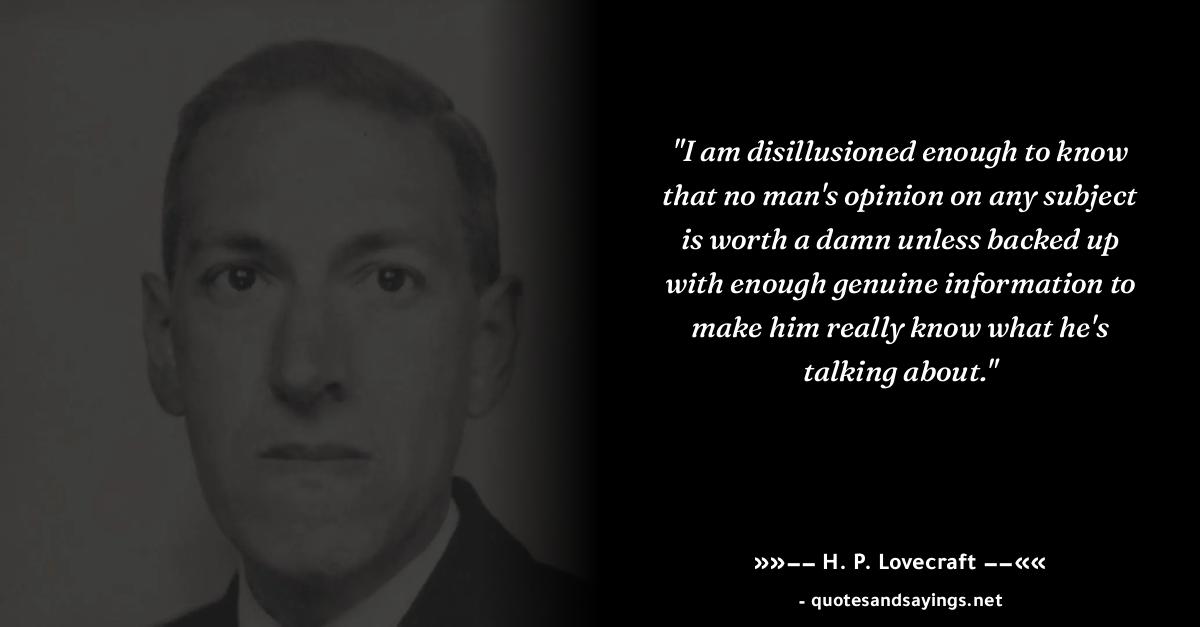 "I am disillusioned enough to know
that no man's opinion on any subject
is worth a damn unless backed up
with enough genuine information to
make him really know what he's
talking about."
»»–– H. P. Lovecraft ––««
- quotesandsayings.net